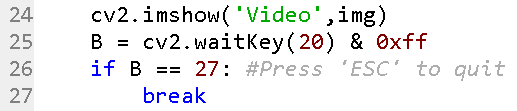 24 cv2.imshow('Video',img)
25 B = cv2.waitKey(20) & 0xff
26 if B == 27: #Press ‘ESC’ to quit
27 break